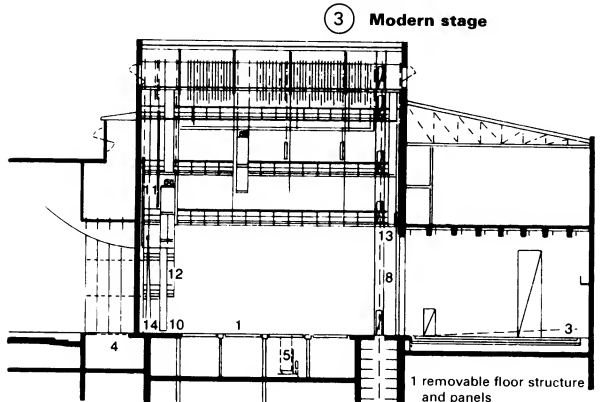 3 Modern stage
11
13
12
8
14 10 1
3
4
5
1 removable floor structure
and panels